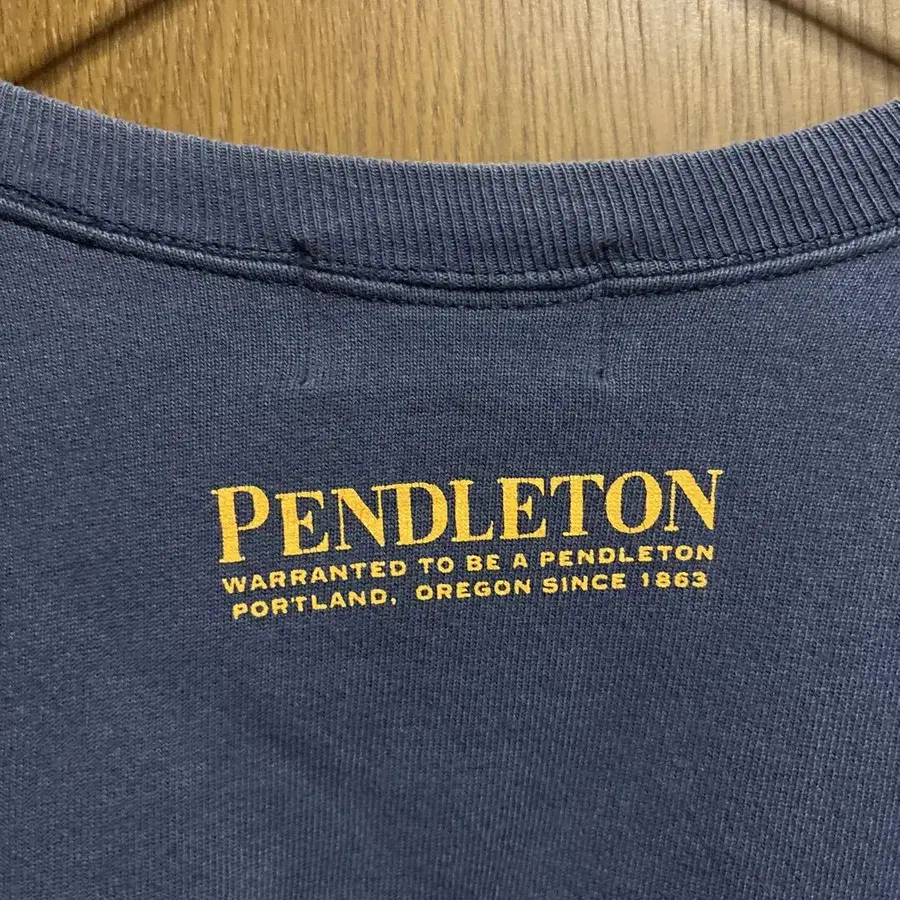 PENDLETON
WARRANTED TO BE A PENDLETON
PORTLAND, OREGON SINCE 1863